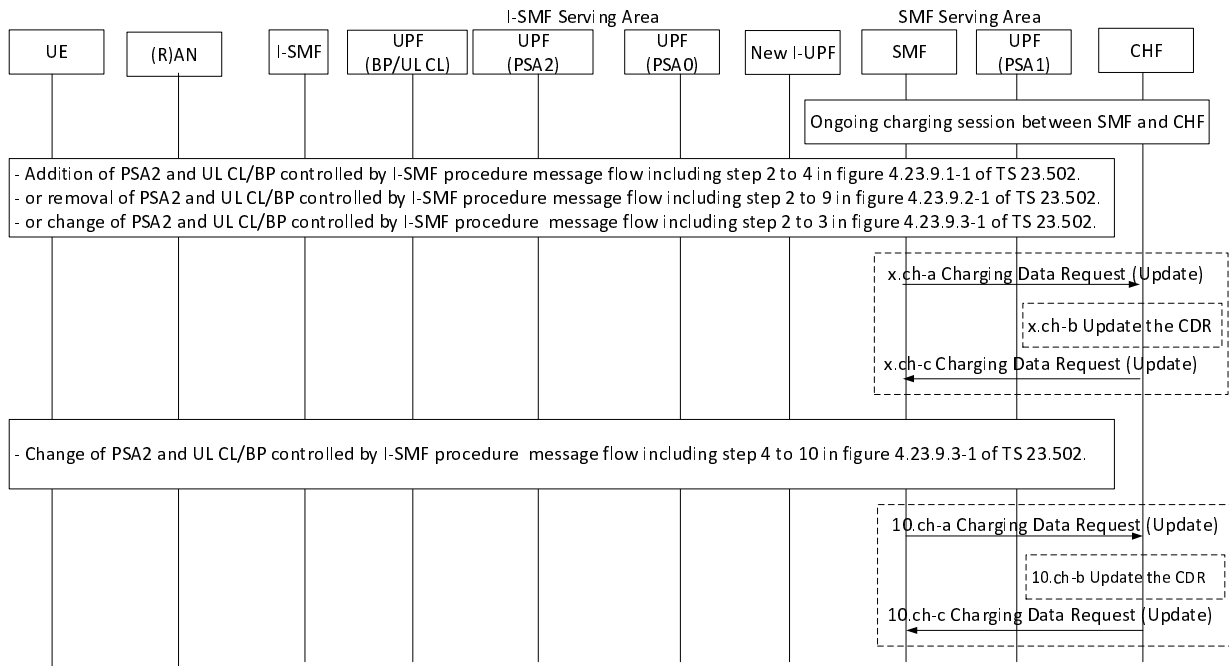 I-SMF Serving Area
SMF Serving Area
UE
(R)AN
I-SMF
UPF
(BP/UL CL)
UPF
(PSA2)
UPF
(PSA0)
New I-UPF
SMF
UPF
(PSA1)
CHF
Ongoing charging session between SMF and CHF
- Addition of PSA2 and UL CL/BP controlled by I-SMF procedure message flow including step 2 to 4 in figure 4.23.9.1-1 of TS 23.502.
- or removal of PSA2 and UL CL/BP controlled by I-SMF procedure message flow including step 2 to 9 in figure 4.23.9.2-1 of TS 23.502.
- or change of PSA2 and UL CL/BP controlled by I-SMF procedure message flow including step 2 to 3 in figure 4.23.9.3-1 of TS 23.502.
x.ch-a Charging Data Request (Update)
x.ch-b Update the CDR
x.ch-c Charging Data Request (Update)
- Change of PSA2 and UL CL/BP controlled by I-SMF procedure message flow including step 4 to 10 in figure 4.23.9.3-1 of TS 23.502.
10.ch-a Charging Data Request (Update)
10.ch-b Update the CDR
10.ch-c Charging Data Request (Update)